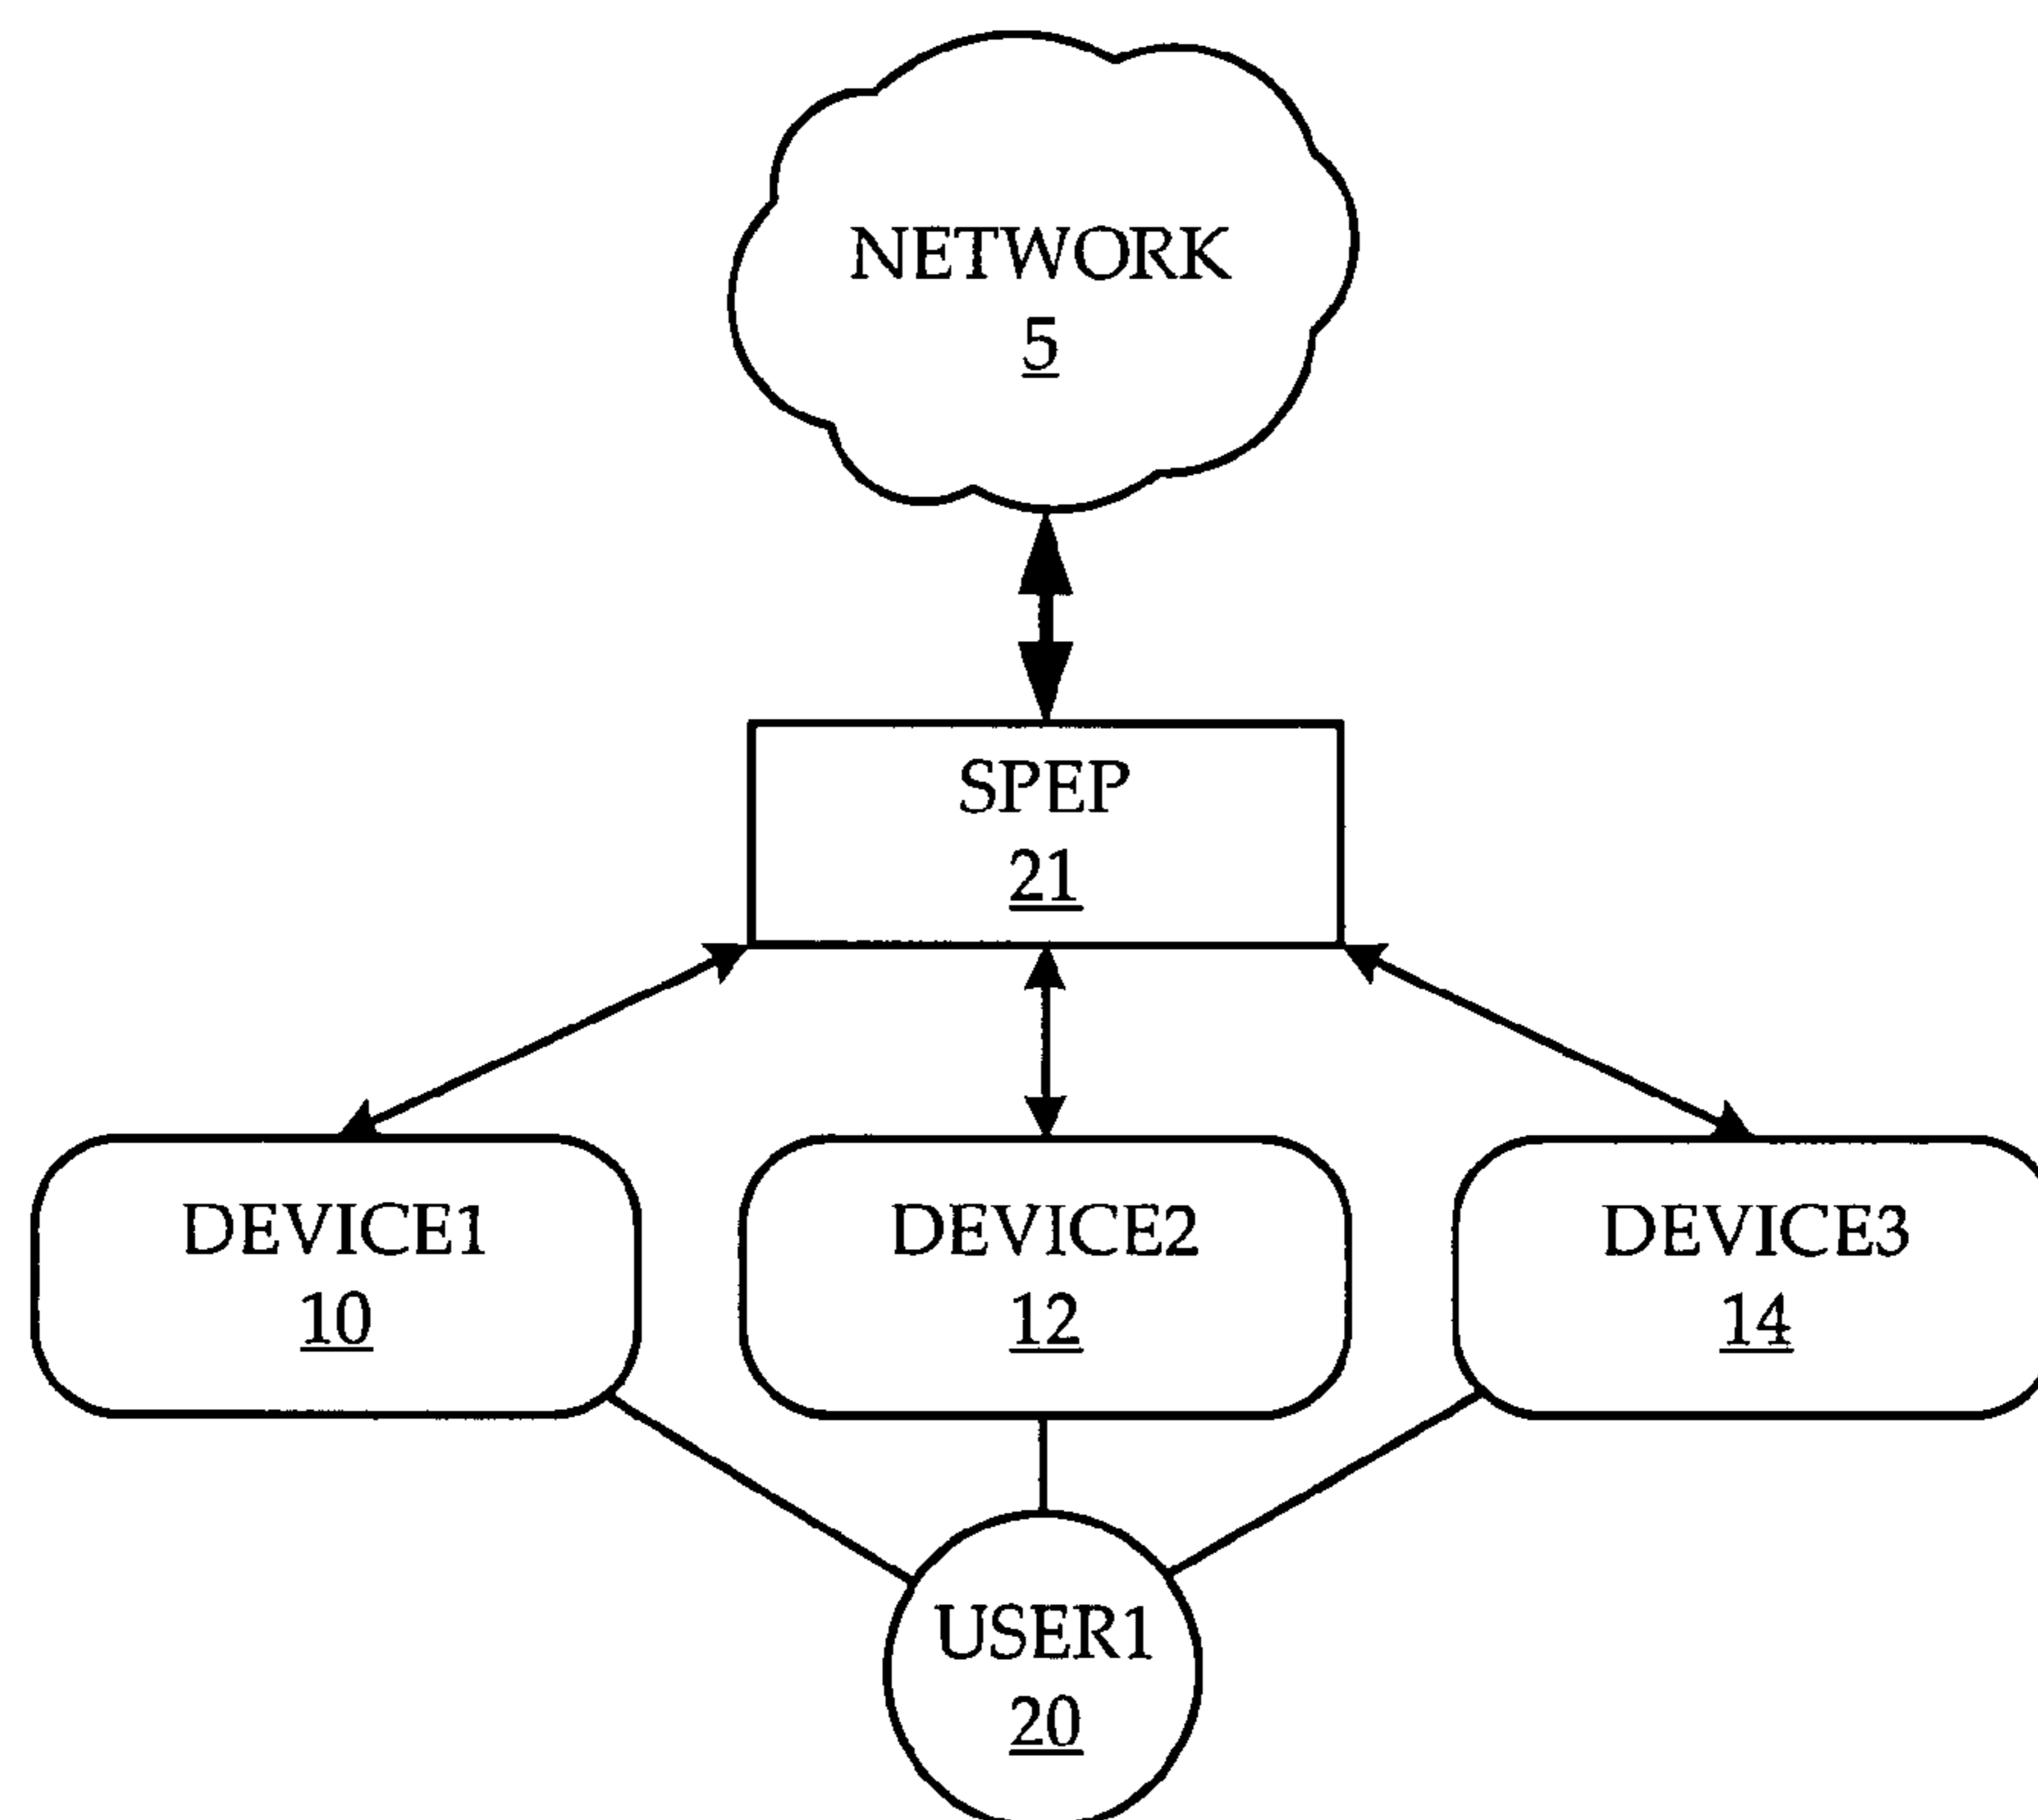 NETWORK
5
SPEP
21
DEVICE1
10
DEVICE2
12
DEVICE3
14
USER1
20